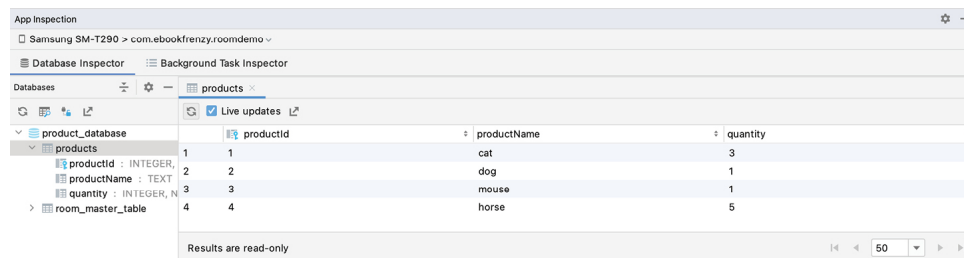 App Inspection
Samsung SM-T290 > com.ebookfrenzy.roomdemo
Database Inspector Background Task Inspector
Databases
products
Live updates
product_database
products
productId : INTEGER,
productName : TEXT
quantity : INTEGER, N
room_master_table
productId productName quantity
1 1 cat 3
2 2 dog 1
3 3 mouse 1
4 4 horse 5
Results are read-only
50